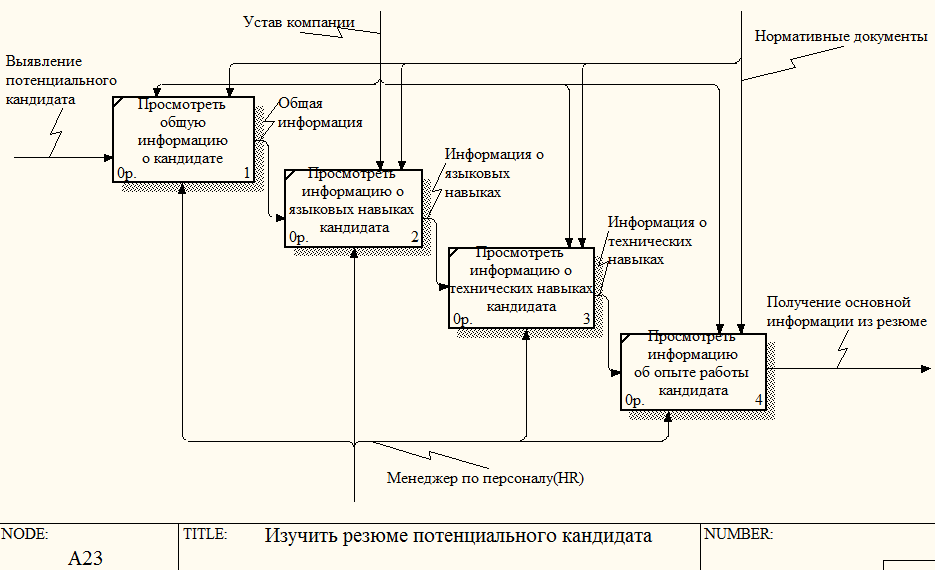 Устав компании
Нормативные документы
Выявление
потенциального
кандидата
Просмотреть
общую
информацию
о кандидате
0р. 1
Общая
информация
Просмотреть
информацию о
языковых навыках
кандидата
0р. 2
Информация о
языковых
навыках
Просмотреть
информацию о
технических навыках
кандидата
0р. 3
Информация о
технических
навыках
Просмотреть
информацию
об опыте работы
кандидата
0р. 4
Получение основной
информации из резюме
Менеджер по персоналу(HR)
NODE: TITLE: Изучить резюме потенциального кандидата NUMBER:
A23